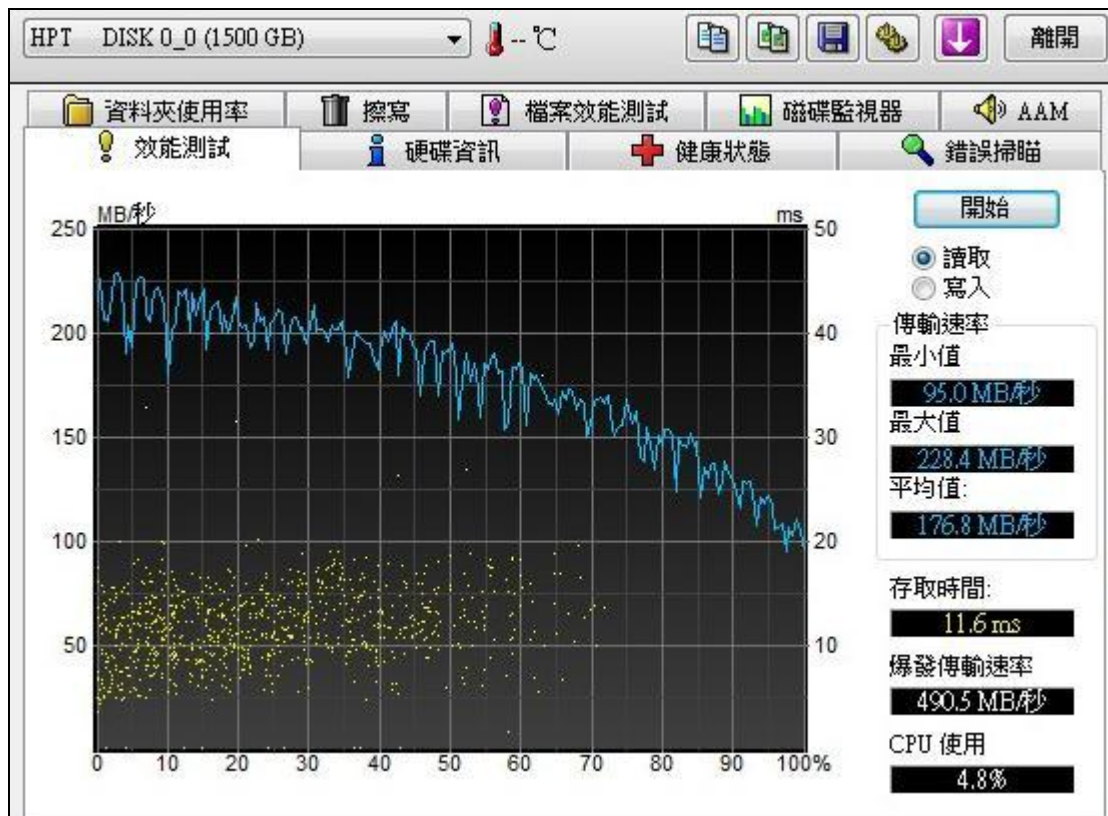 HPT DISK 0_0 (1500 GB)
-- ℃
離開
資料夾使用率
擦寫
檔案效能測試
磁碟監視器
AAM
效能測試
硬碟資訊
健康狀態
錯誤掃瞄
MB/秒
ms
250
200
150
100
50
50
40
30
20
10
0
10
20
30
40
50
60
70
80
90
100%
開始
讀取
寫入
傳輸速率
最小值
95.0 MB/秒
最大值
228.4 MB/秒
平均值:
176.8 MB/秒
存取時間:
11.6 ms
爆發傳輸速率
490.5 MB/秒
CPU 使用
4.8%